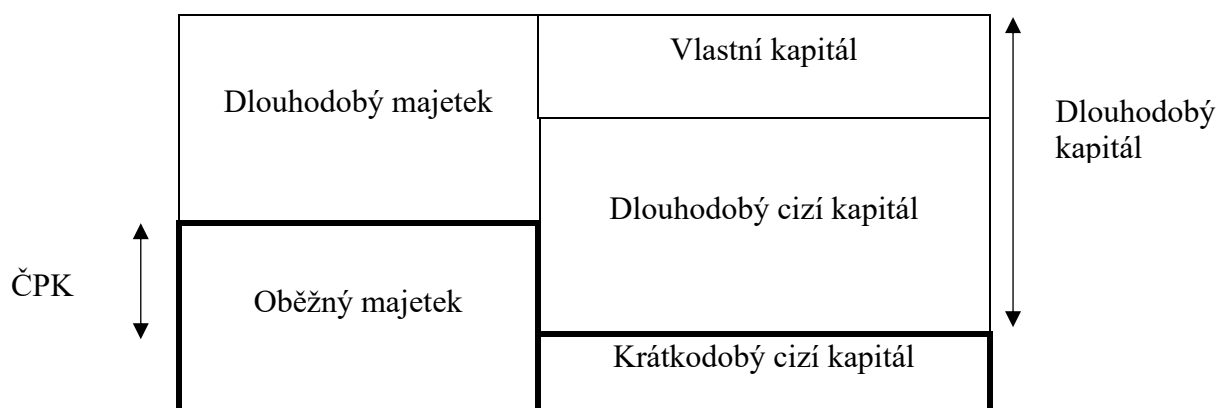 Vlastní kapitál
Dlouhodobý majetek
Dlouhodobý
kapitál
Dlouhodobý cizí kapitál
ČPK
Oběžný majetek
Krátkodobý cizí kapitál